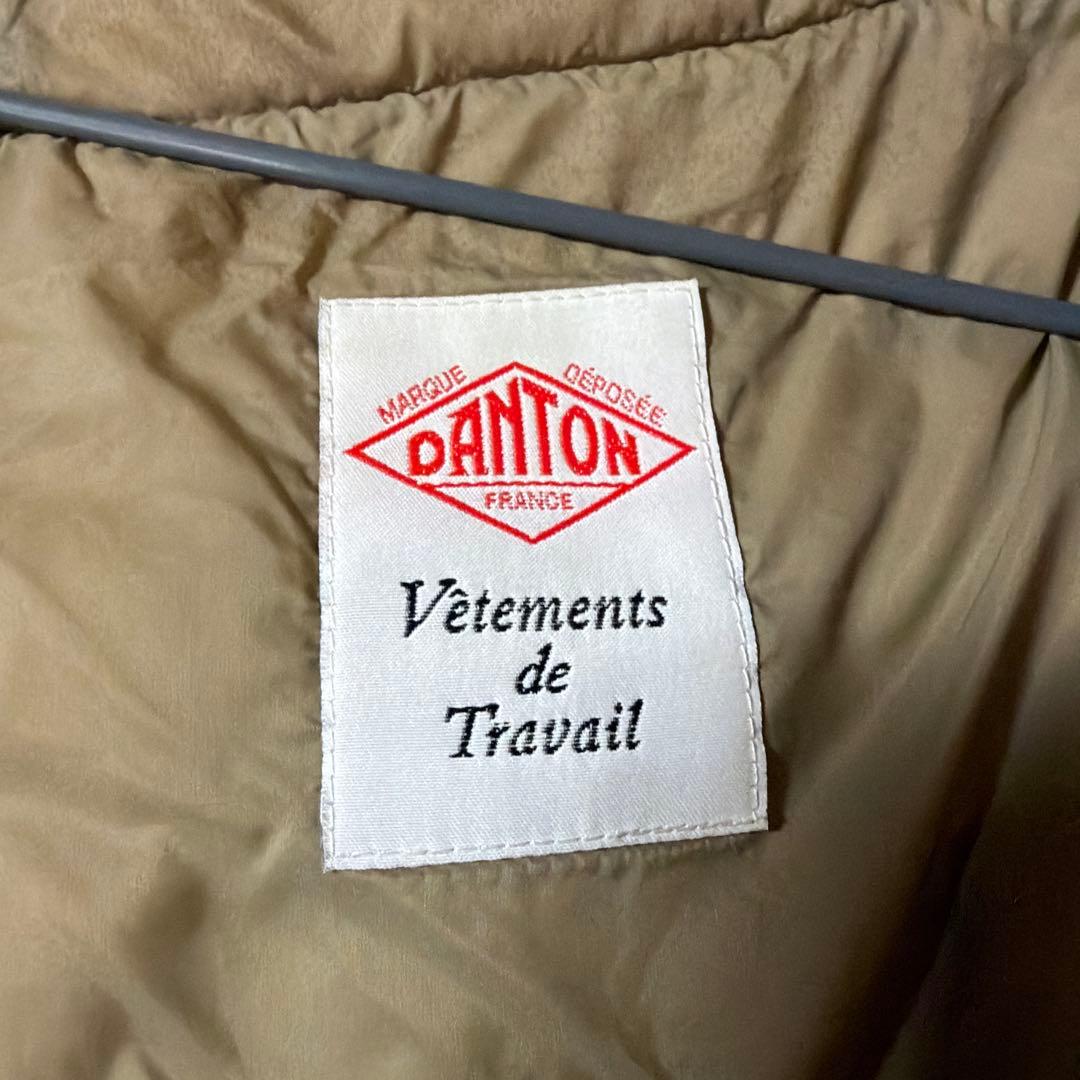 MARQUE DÉPOSÉE
DANTON
FRANCE
Vêtements
de
Travail